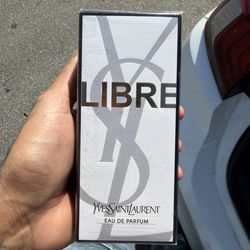 LIBRE
YVESSAINTLAURENT
EAU DE PARFUM